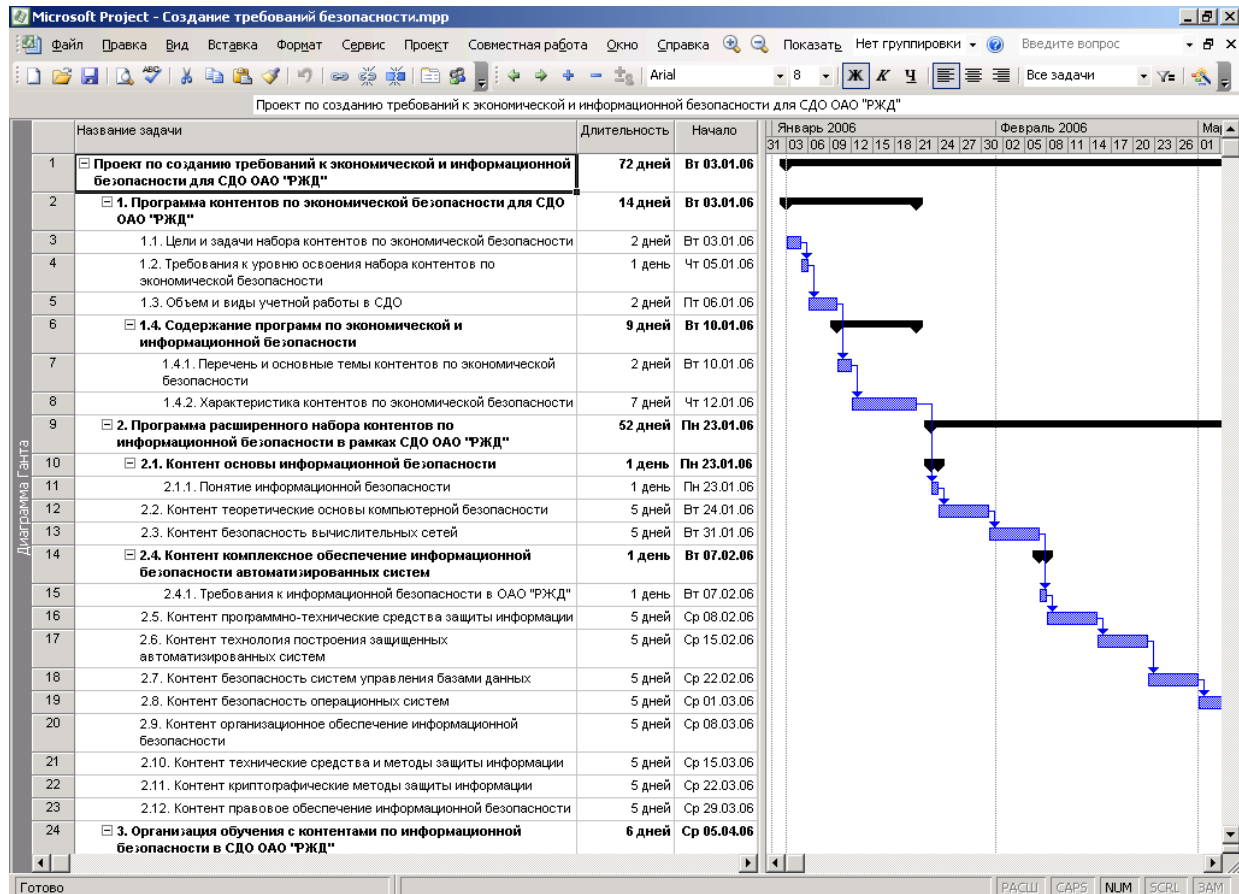 Microsoft Project - Создание требований безопасности.mpp
Файл Правка Вид Вставка Формат Сервис Проект Совместная работа Окно Справка Показать Нет группировки Введите вопрос
Arial 8 Ж К Ч Все задачи
Проект по созданию требований к экономической и информационной безопасности для СДО ОАО "РЖД"
Название задачи Длительность Начало Январь 2006 Февраль 2006 Мар
31 03 06 09 12 15 18 21 24 27 30 02 05 08 11 14 17 20 23 26 01
1 Проект по созданию требований к экономической и информационной 72 дней Вт 03.01.06
безопасности для СДО ОАО "РЖД"
2 1. Программа контентов по экономической безопасности для СДО 14 дней Вт 03.01.06
ОАО "РЖД"
3 1.1. Цели и задачи набора контентов по экономической безопасности 2 дней Вт 03.01.06
4 1.2. Требования к уровню освоения набора контентов по 1 день Чт 05.01.06
экономической безопасности
5 1.3. Объем и виды учетной работы в СДО 2 дней Пт 06.01.06
6 1.4. Содержание программ по экономической и 9 дней Вт 10.01.06
информационной безопасности
7 1.4.1. Перечень и основные темы контентов по экономической 2 дней Вт 10.01.06
безопасности
8 1.4.2. Характеристика контентов по экономической безопасности 7 дней Чт 12.01.06
9 2. Программа расширенного набора контентов по 52 дней Пн 23.01.06
информационной безопасности в рамках СДО ОАО "РЖД"
10 2.1. Контент основы информационной безопасности 1 день Пн 23.01.06
11 2.1.1. Понятие информационной безопасности 1 день Пн 23.01.06
12 2.2. Контент теоретические основы компьютерной безопасности 5 дней Вт 24.01.06
13 2.3. Контент безопасность вычислительных сетей 5 дней Вт 31.01.06
14 2.4. Контент комплексное обеспечение информационной 1 день Вт 07.02.06
безопасности автоматизированных систем
15 2.4.1. Требования к информационной безопасности в ОАО "РЖД" 1 день Вт 07.02.06
16 2.5. Контент программно-технические средства защиты информации 5 дней Ср 08.02.06
17 2.6. Контент технология построения защищенных 5 дней Ср 15.02.06
автоматизированных систем
18 2.7. Контент безопасность систем управления базами данных 5 дней Ср 22.02.06
19 2.8. Контент безопасность операционных систем 5 дней Ср 01.03.06
20 2.9. Контент организационное обеспечение информационной 5 дней Ср 08.03.06
безопасности
21 2.10. Контент технические средства и методы защиты информации 5 дней Ср 15.03.06
22 2.11. Контент криптографические методы защиты информации 5 дней Ср 22.03.06
23 2.12. Контент правовое обеспечение информационной безопасности 5 дней Ср 29.03.06
24 3. Организация обучения с контентами по информационной 6 дней Ср 05.04.06
безопасности в СДО ОАО "РЖД"
Диаграмма Ганта
Готово РАСШ CAPS NUM SCRL ЗАМ